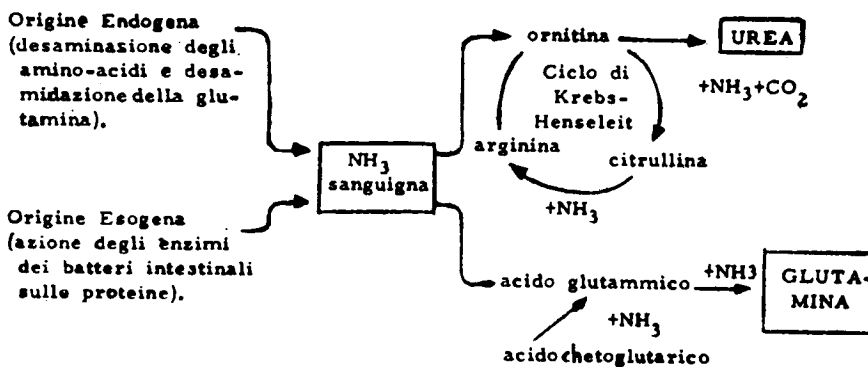 Origine Endogena
(desaminazione degli
amino-acidi e desa-
midazione della glu-
tamina).
Origine Esogena
(azione degli enzimi
dei batteri intestinali
sulle proteine).
NH3
sanguigna
ornitina
UREA
Ciclo di
Krebs-
Henseleit
+NH3+CO2
arginina
citrullina
+NH3
acido glutammico
+NH3
GLUTA-
MINA
+NH3
acido chetoglutarico